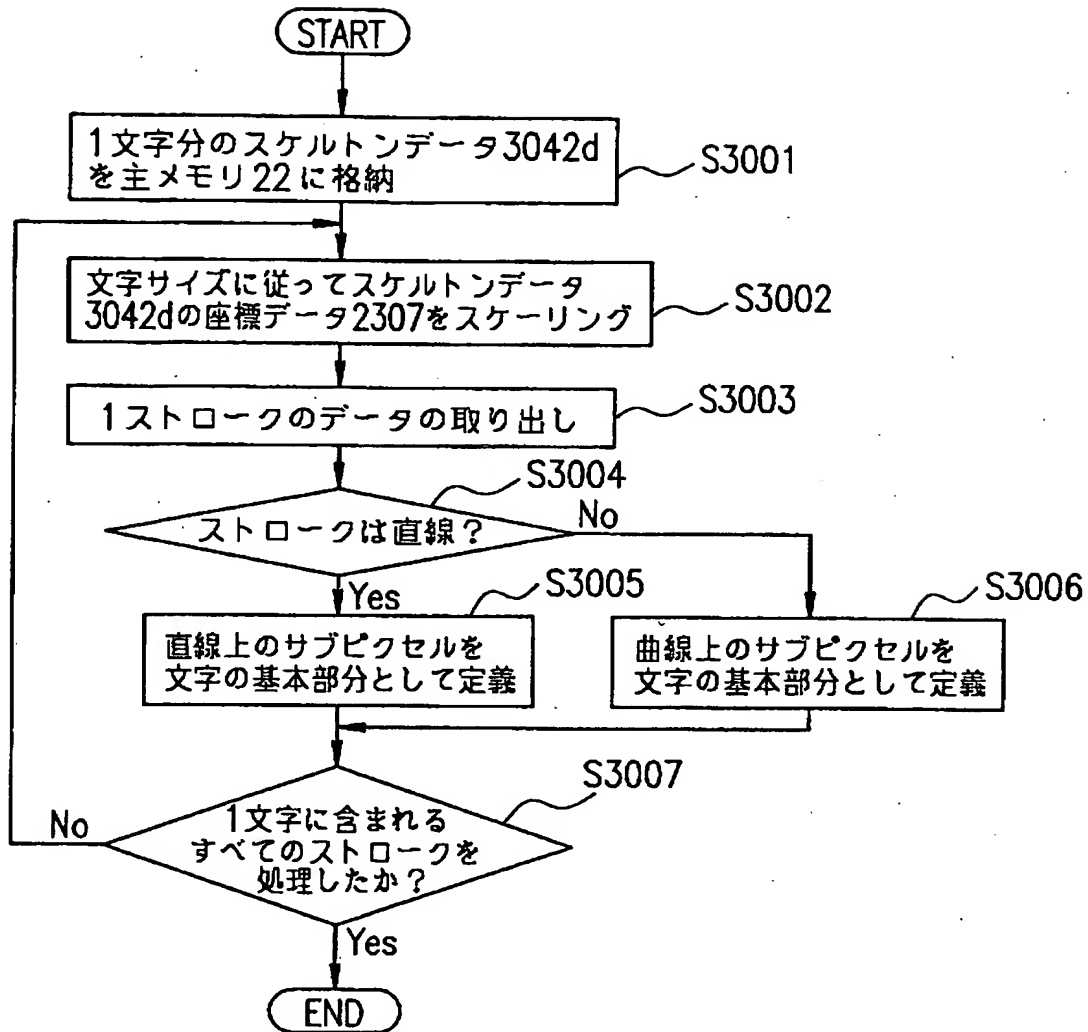 START
1文字分のスケルトンデータ3042d
を主メモリ22に格納
S3001
文字サイズに従ってスケルトンデータ
3042dの座標データ2307をスケーリング
S3002
1ストロークのデータの取り出し
S3003
S3004
ストロークは直線?
No
Yes
S3005
直線上のサブピクセルを
文字の基本部分として定義
S3006
曲線上のサブピクセルを
文字の基本部分として定義
S3007
1文字に含まれる
すべてのストロークを
処理したか?
No
Yes
END